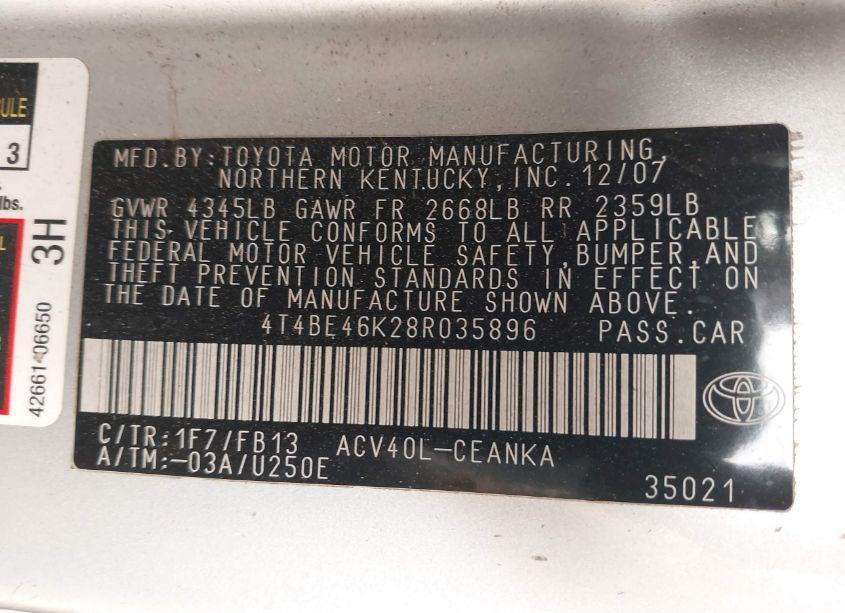 ULE
3
lbs.
L
3H
42661-06650
MFD.BY:TOYOTA MOTOR MANUFACTURING,
NORTHERN KENTUCKY,INC.12/07
GVWR 4345LB GAWR FR 2668LB RR 2359LB
THIS VEHICLE CONFORMS TO ALL APPLICABLE
FEDERAL MOTOR VEHICLE SAFETY,BUMPER,AND
THEFT PREVENTION STANDARDS IN EFFECT ON
THE DATE OF MANUFACTURE SHOWN ABOVE.
4T4BE46K28R035896 PASS.CAR
C/TR:1F7/FB13 ACV40L-CEANKA
A/TM:-03A/U250E
35021